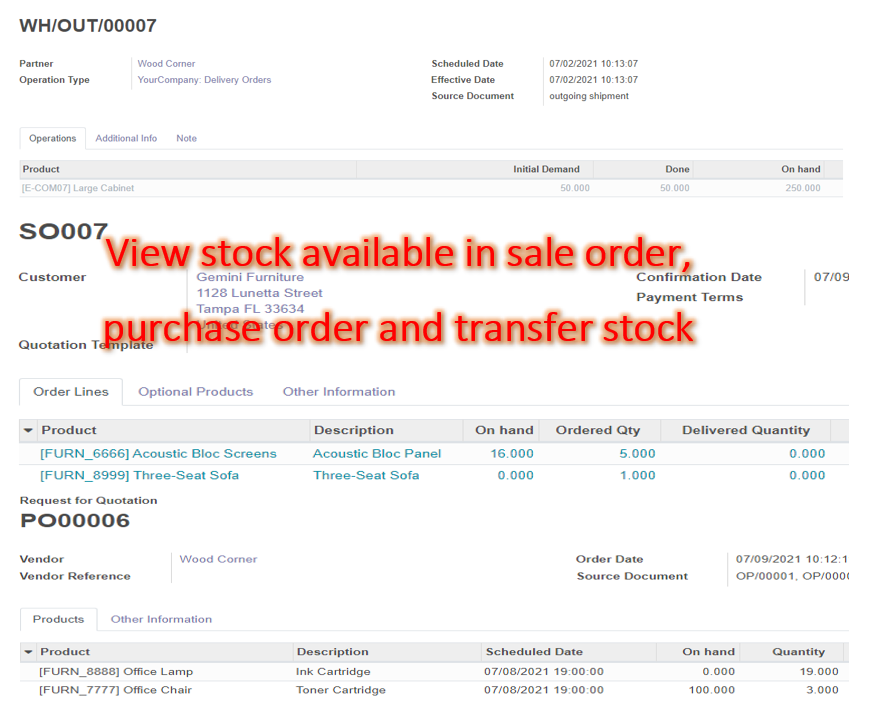 WH/OUT/00007
Partner Wood Corner Scheduled Date 07/02/2021 10:13:07
Operation Type YourCompany: Delivery Orders Effective Date 07/02/2021 10:13:07
Source Document outgoing shipment
Operations Additional Info Note
Product Initial Demand Done On hand
[E-COM07] Large Cabinet 50.000 50.000 250.000
SO007
View stock available in sale order,
Customer Gemini Furniture Confirmation Date 07/09
1128 Lunetta Street Payment Terms
Tampa FL 33634
United States
purchase order and transfer stock
Quotation Template
Order Lines Optional Products Other Information
Product Description On hand Ordered Qty Delivered Quantity
[FURN_6666] Acoustic Bloc Screens Acoustic Bloc Panel 16.000 5.000 0.000
[FURN_8999] Three-Seat Sofa Three-Seat Sofa 0.000 1.000 0.000
Request for Quotation
PO00006
Vendor Wood Corner Order Date 07/09/2021 10:12:1
Vendor Reference Source Document OP/00001, OP/0000
Products Other Information
Product Description Scheduled Date On hand Quantity
[FURN_8888] Office Lamp Ink Cartridge 07/08/2021 19:00:00 0.000 19.000
[FURN_7777] Office Chair Toner Cartridge 07/08/2021 19:00:00 100.000 3.000